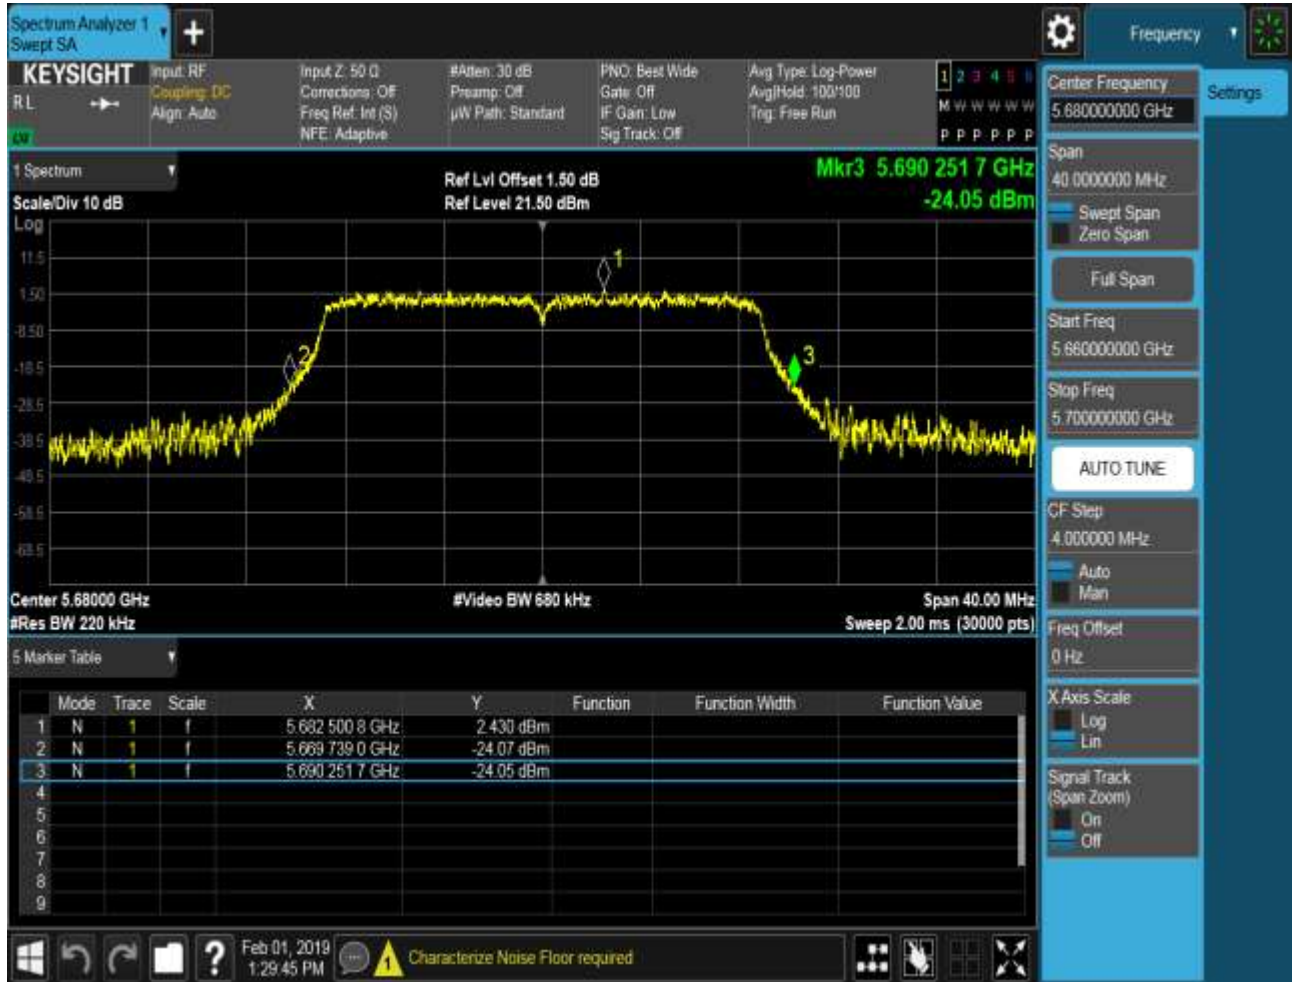 Spectrum Analyzer 1
Swept SA
Frequency
KEYSIGHT
R L
Input: RF
Coupling: DC
Align: Auto
Input Z: 50 Ω
Corrections: Off
Freq Ref: Int (S)
NFE: Adaptive
#Atten: 30 dB
Preamp: Off
µW Path: Standard
PNO: Best Wide
Gate: Off
IF Gain: Low
Sig Track: Off
Avg Type: Log-Power
Avg|Hold: 100/100
Trig: Free Run
1 2 3 4 5 6
M W W W W W
P P P P P P
1 Spectrum
Scale/Div 10 dB
Ref Lvl Offset 1.50 dB
Ref Level 21.50 dBm
Mkr3 5.690 251 7 GHz
-24.05 dBm
Log
11.5
1.50
-8.50
-18.5
-28.5
-38.5
-48.5
-58.5
-68.5
1
2
3
Center 5.68000 GHz
#Res BW 220 kHz
#Video BW 680 kHz
Span 40.00 MHz
Sweep 2.00 ms (30000 pts)
5 Marker Table
Mode Trace Scale X Y Function Function Width Function Value
1 N 1 f 5.682 500 8 GHz 2.430 dBm
2 N 1 f 5.669 739 0 GHz -24.07 dBm
3 N 1 f 5.690 251 7 GHz -24.05 dBm
4
5
6
7
8
9
Center Frequency
5.680000000 GHz
Settings
Span
40.0000000 MHz
Swept Span
Zero Span
Full Span
Start Freq
5.660000000 GHz
Stop Freq
5.700000000 GHz
AUTO TUNE
CF Step
4.000000 MHz
Auto
Man
Freq Offset
0 Hz
X Axis Scale
Log
Lin
Signal Track
(Span Zoom)
On
Off
?
Feb 01, 2019
1:29:45 PM
1
Characterize Noise Floor required